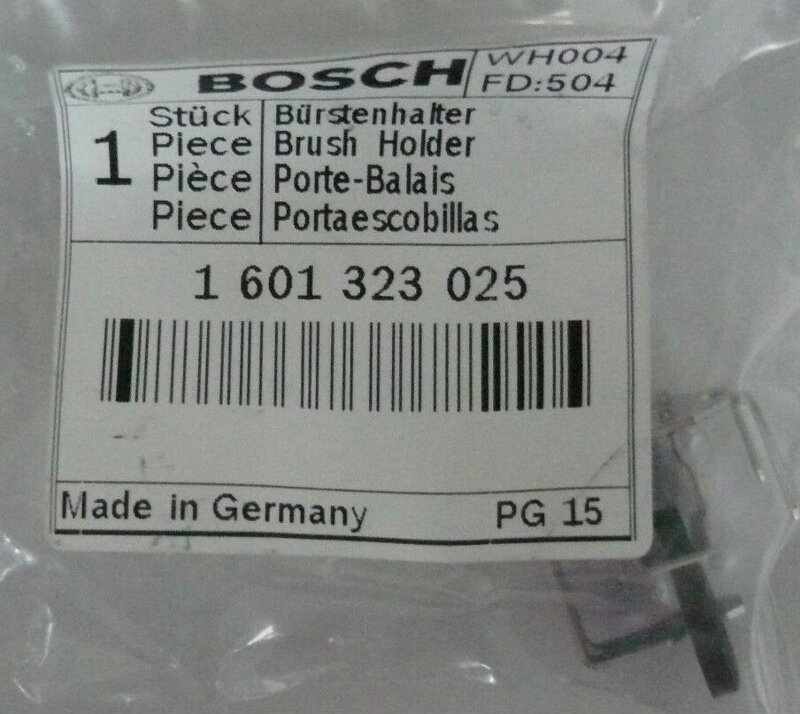 BOSCH
WH004
FD:504
1
Stück Bürstenhalter
Piece Brush Holder
Pièce Porte-Balais
Piece Portaescobillas
1 601 323 025
Made in Germany PG 15